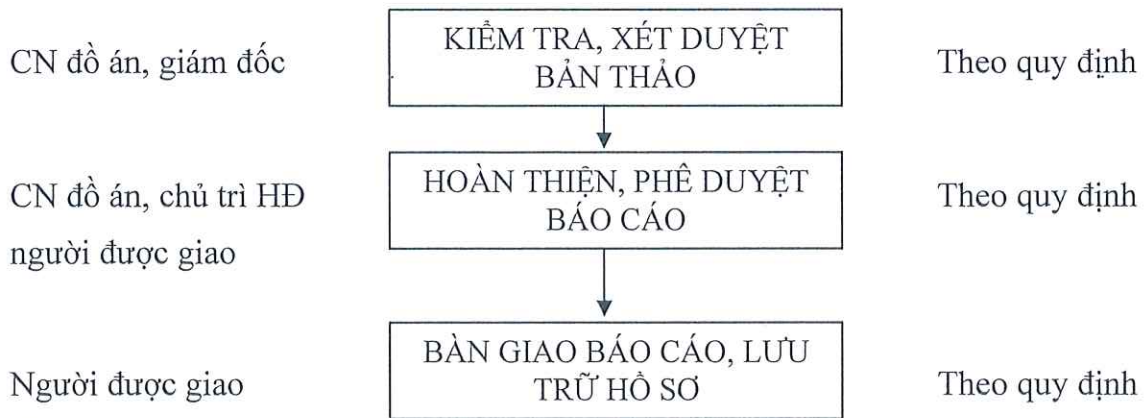 CN đồ án, giám đốc
KIỂM TRA, XÉT DUYỆT
BẢN THẢO
Theo quy định
CN đồ án, chủ trì HĐ
người được giao
HOÀN THIỆN, PHÊ DUYỆT
BÁO CÁO
Theo quy định
Người được giao
BÀN GIAO BÁO CÁO, LƯU
TRỮ HỒ SƠ
Theo quy định